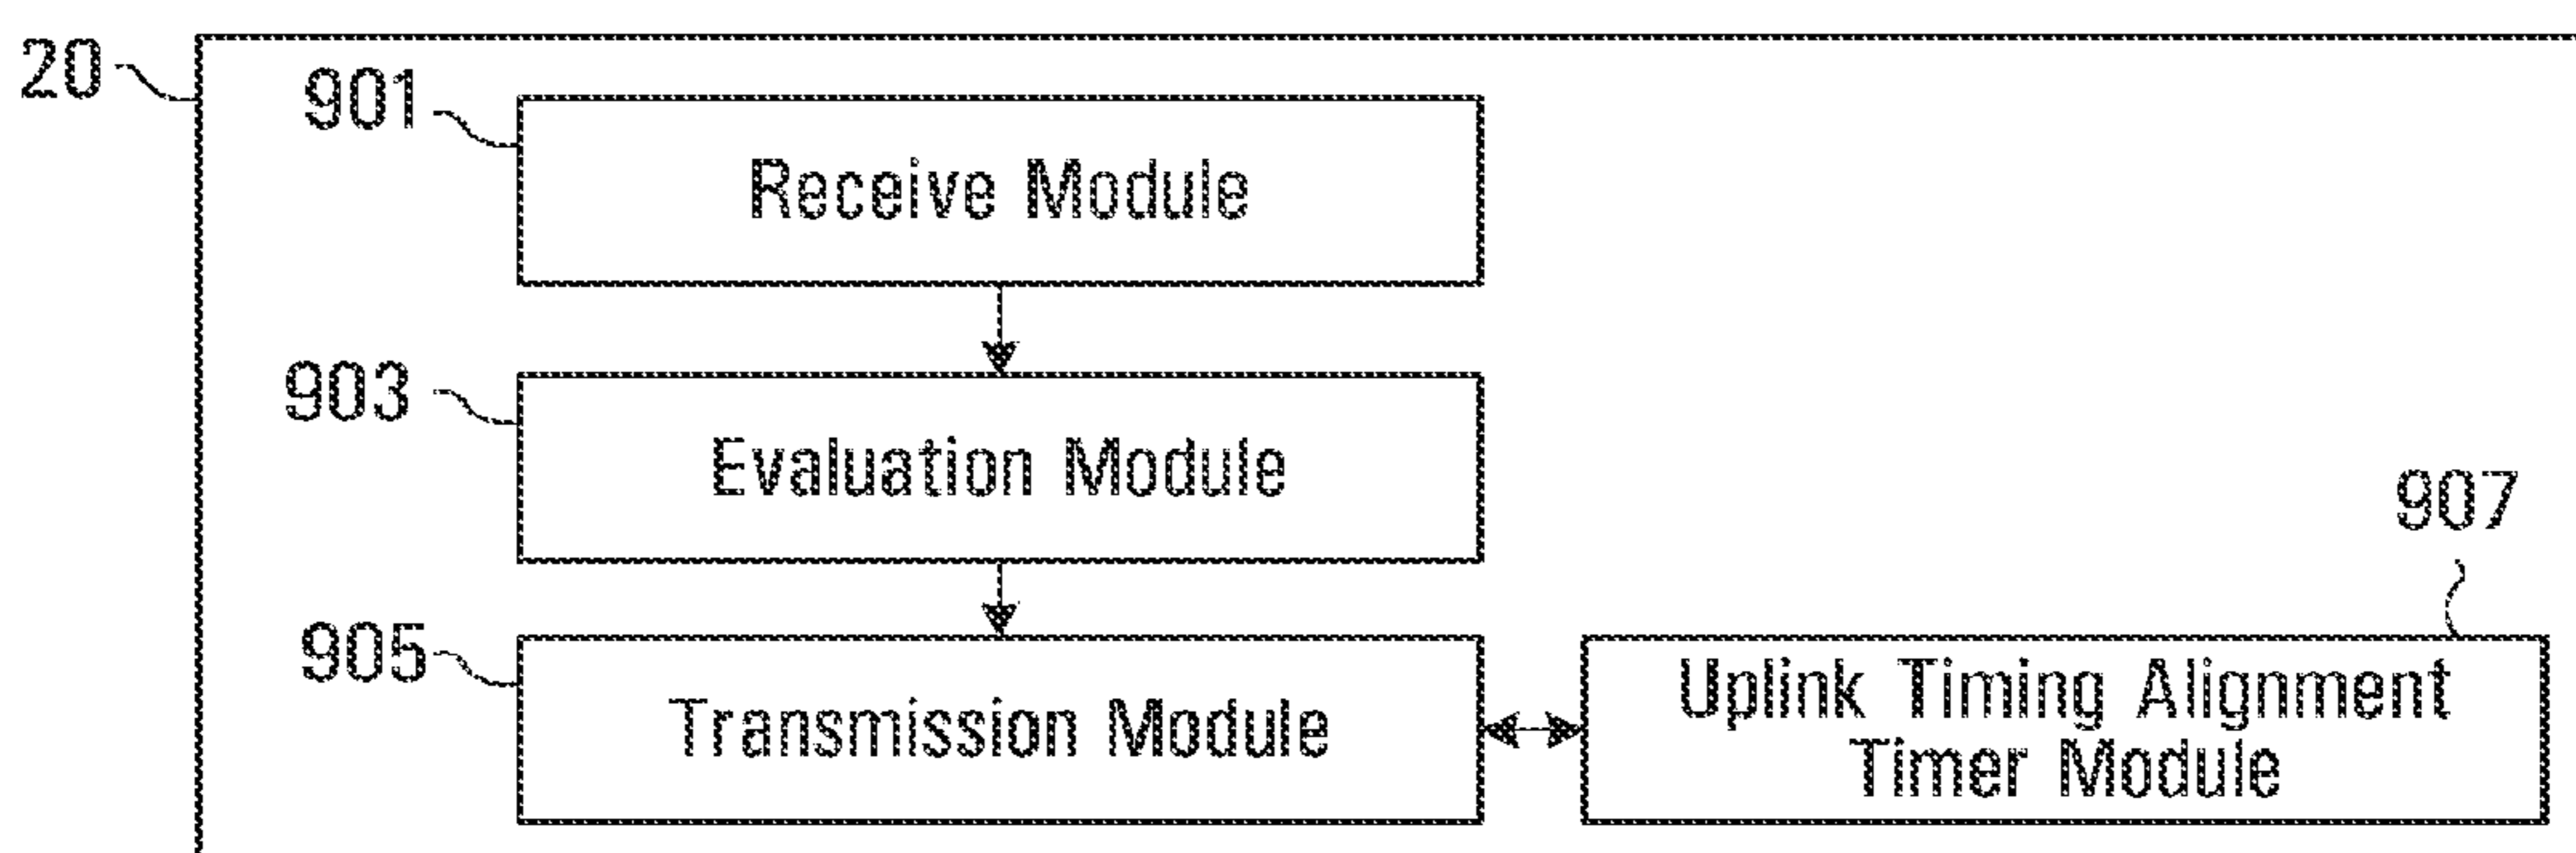 20
901
Receive Module
903
Evaluation Module
907
905
Transmission Module
Uplink Timing Alignment
Timer Module